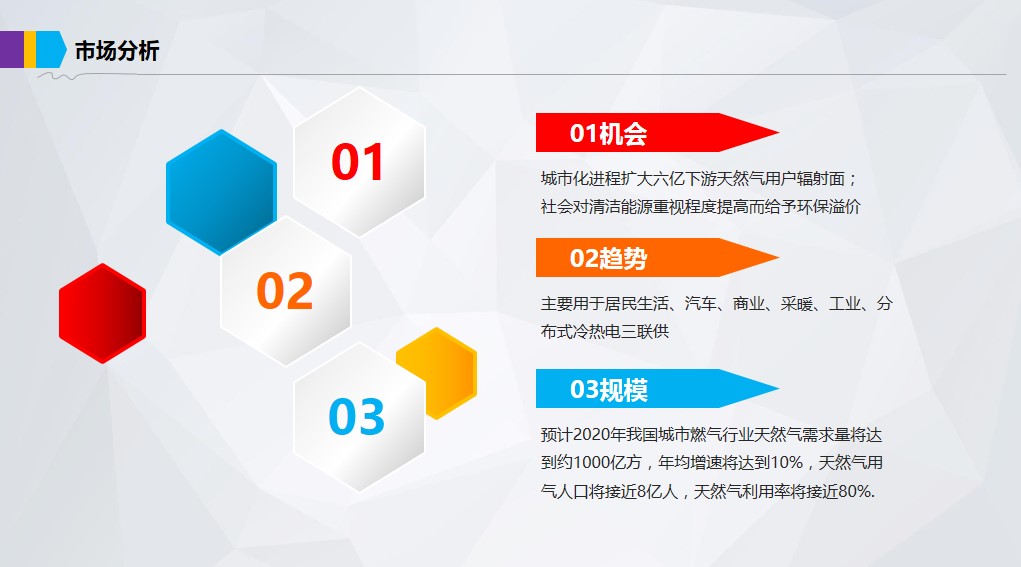 市场分析
01
02
03
01机会
城市化进程扩大六亿下游天然气用户辐射面；
社会对清洁能源重视程度提高而给予环保溢价
02趋势
主要用于居民生活、汽车、商业、采暖、工业、分
布式冷热电三联供
03规模
预计2020年我国城市燃气行业天然气需求量将达
到约1000亿方，年均增速将达到10%，天然气用
气人口将接近8亿人，天然气利用率将接近80%.